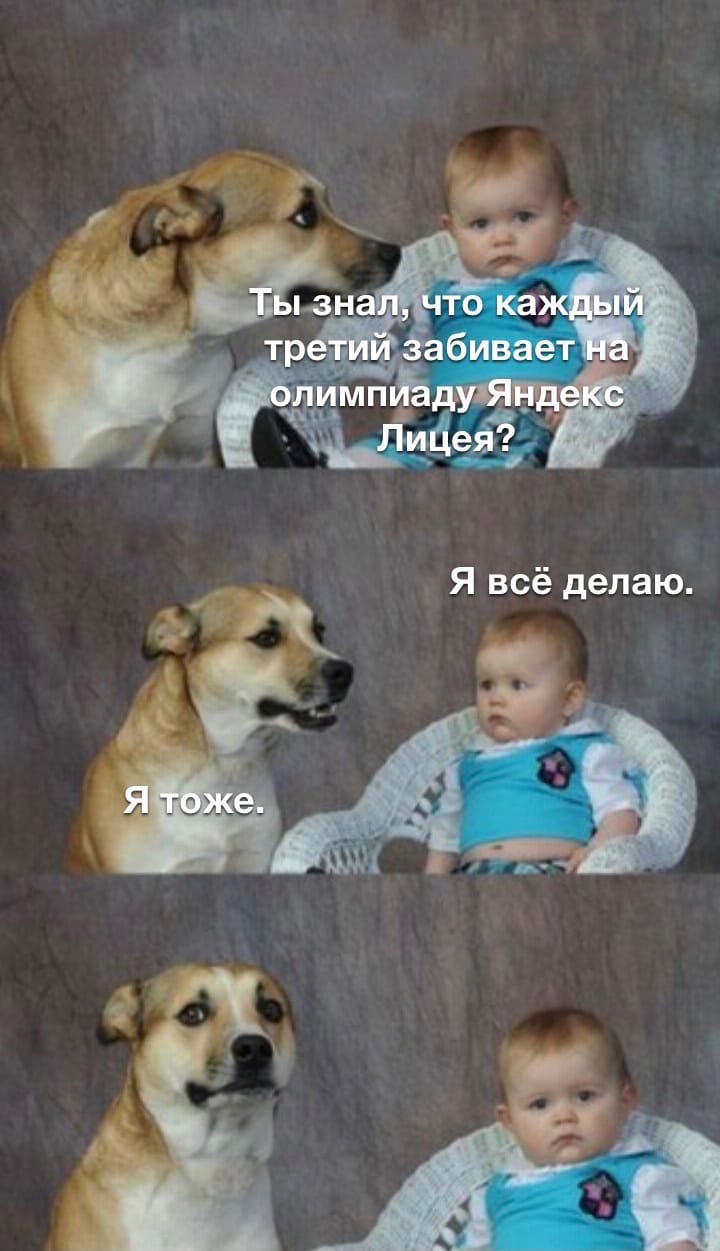 Ты знал, что каждый
третий забивает на
олимпиаду Яндекс
Лицея?
Я всё делаю.
Я тоже.